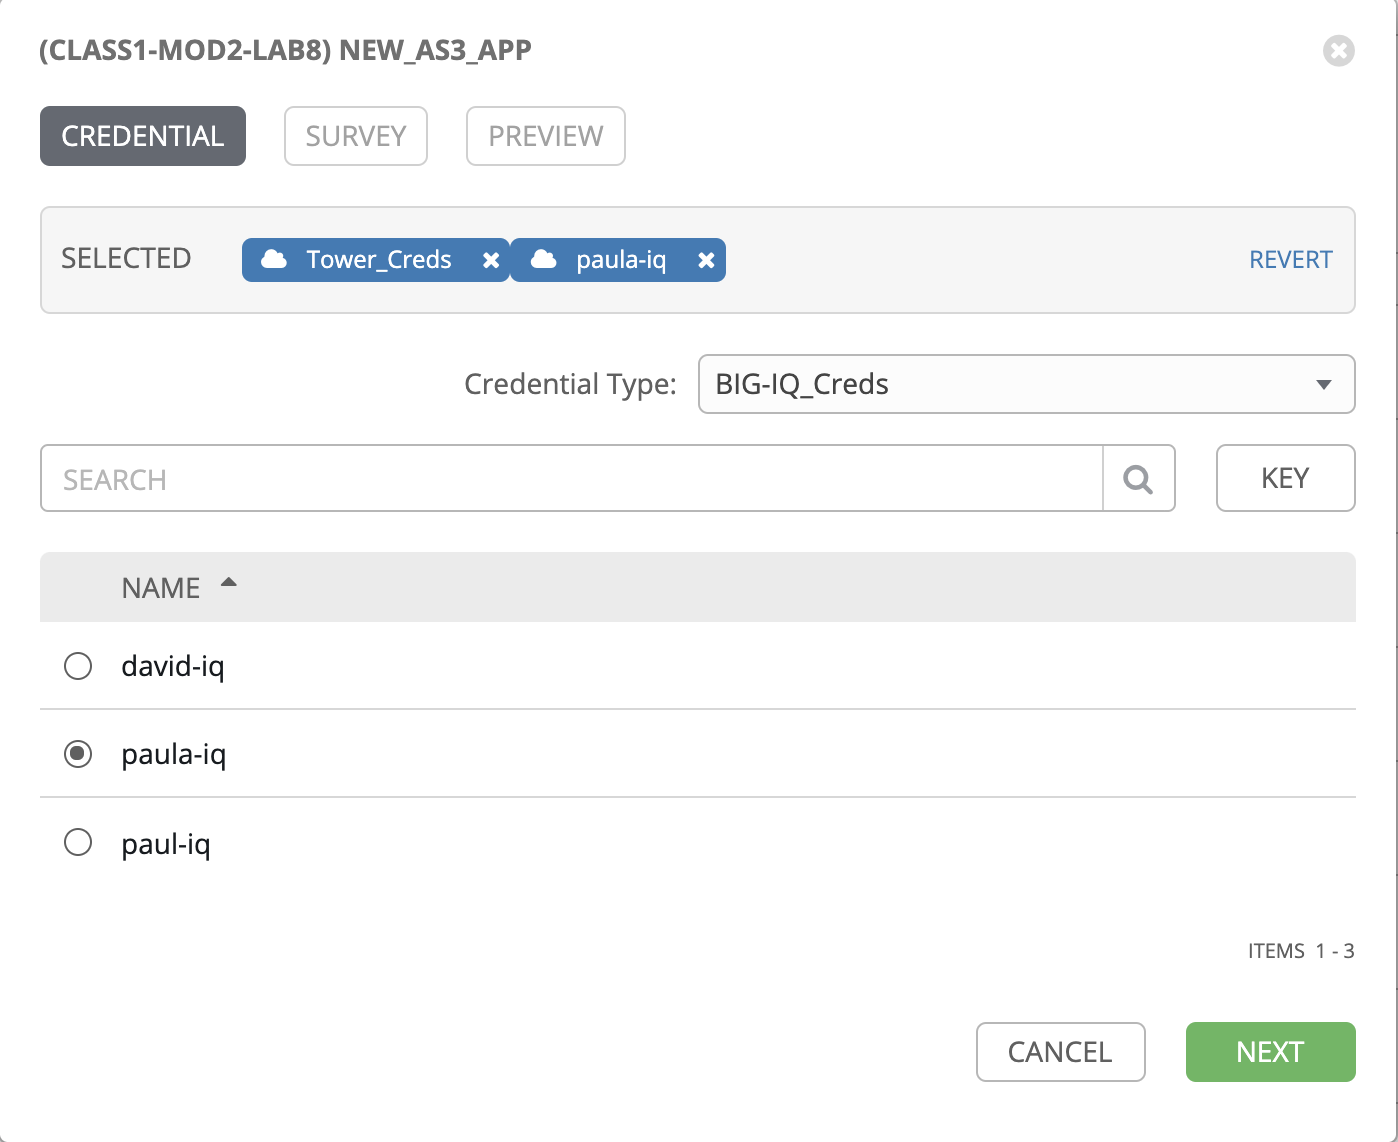 (CLASS1-MOD2-LAB8) NEW_AS3_APP
CREDENTIAL SURVEY PREVIEW
SELECTED Tower_Creds paula-iq REVERT
Credential Type: BIG-IQ_Creds
SEARCH KEY
NAME
david-iq
paula-iq
paul-iq
ITEMS 1 - 3
CANCEL NEXT